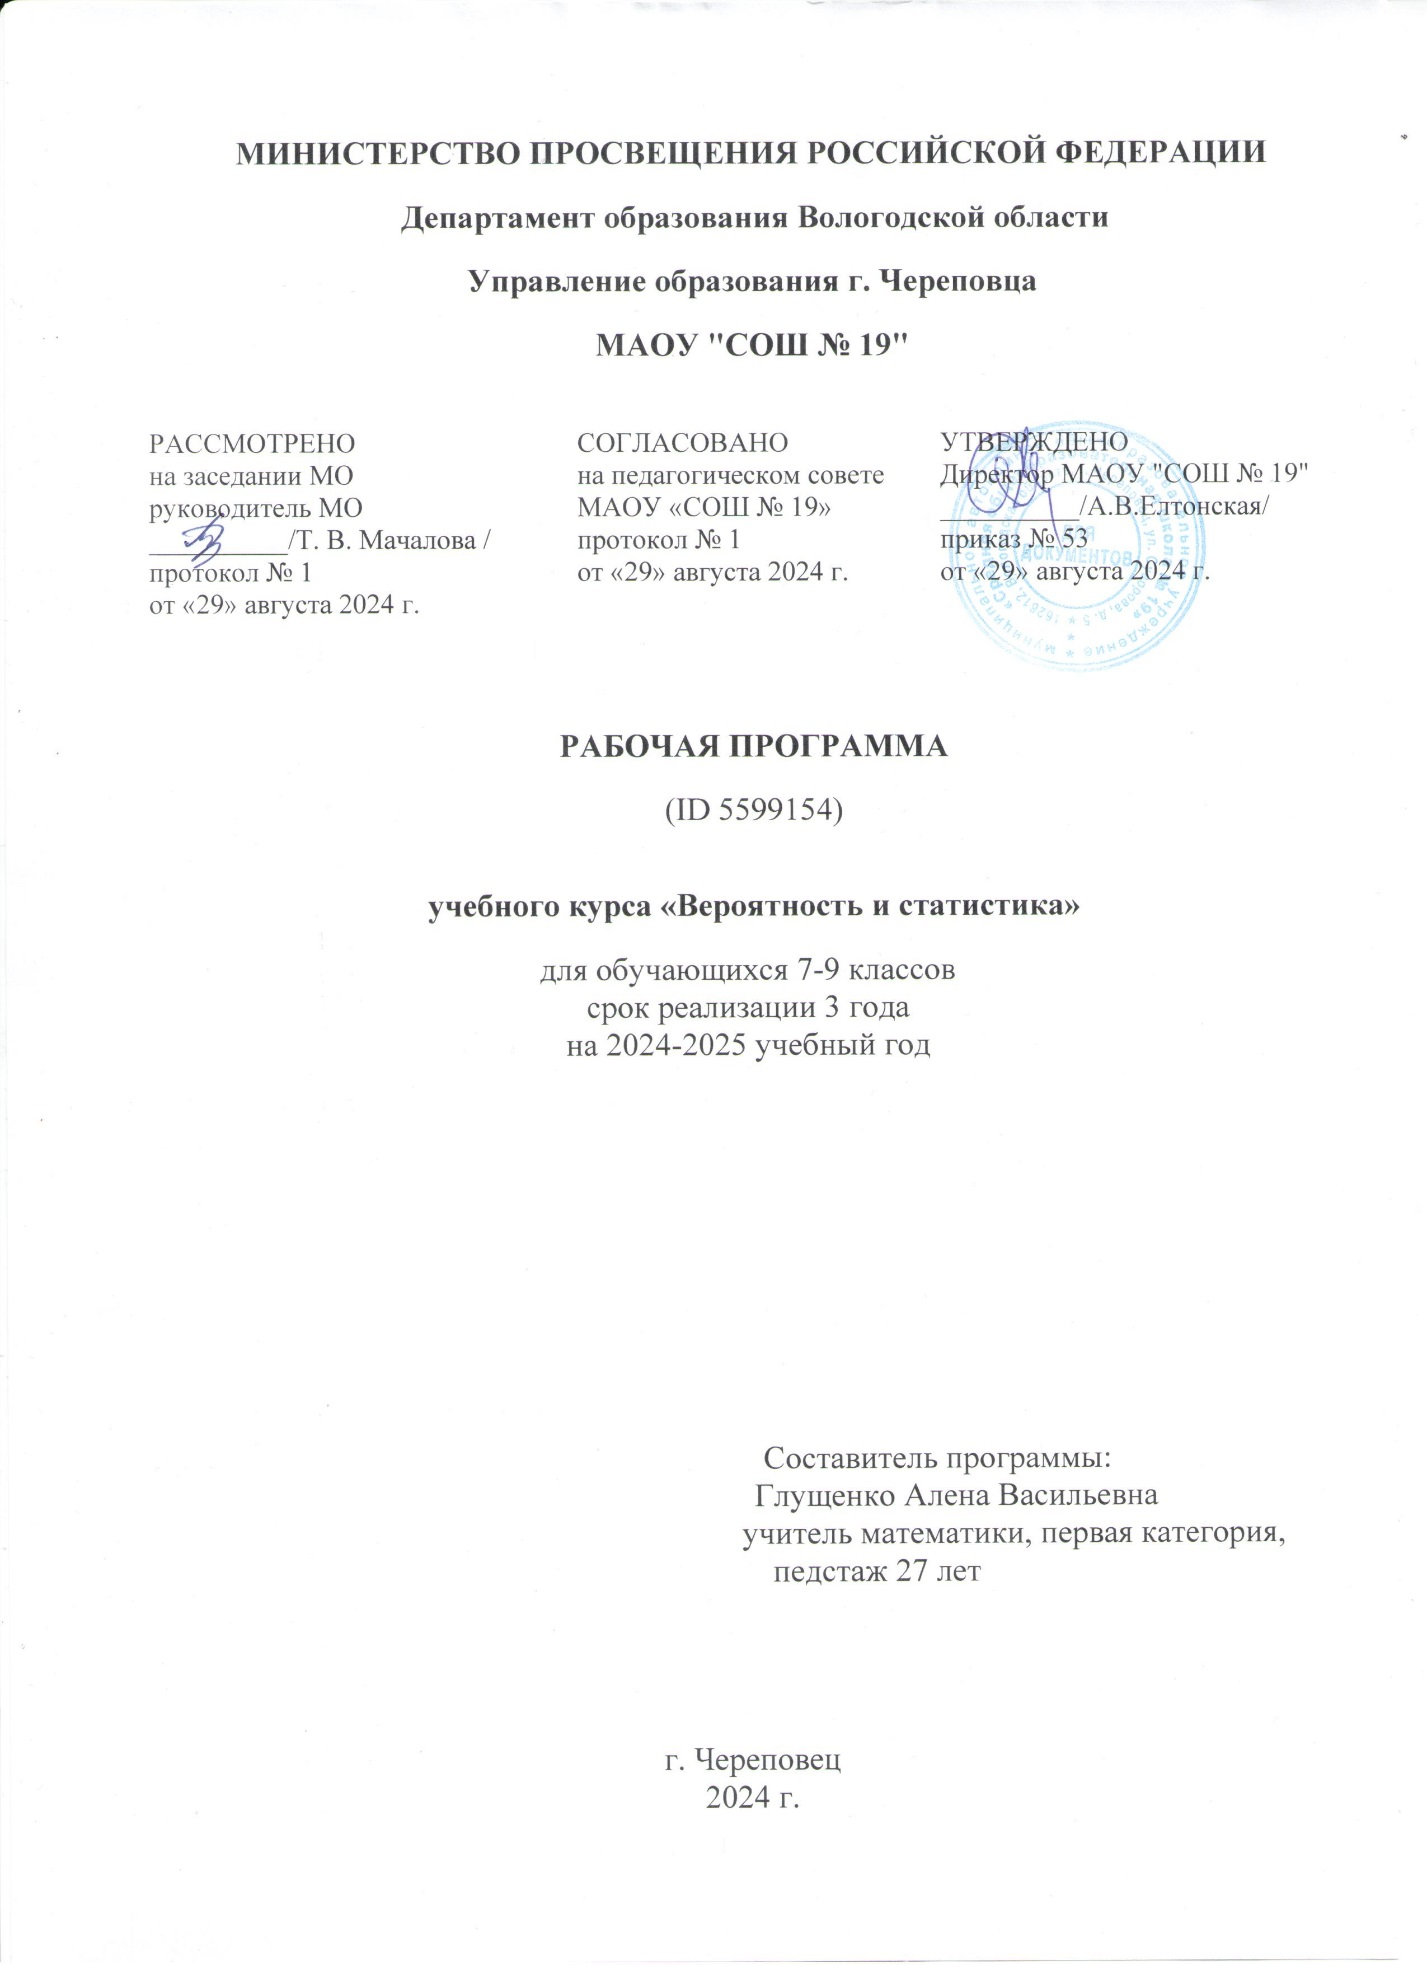 МИНИСТЕРСТВО ПРОСВЕЩЕНИЯ РОССИЙСКОЙ ФЕДЕРАЦИИ
Департамент образования Вологодской области
Управление образования г. Череповца
МАОУ "СОШ № 19"
РАССМОТРЕНО
на заседании МО
руководитель МО
__________/Т. В. Мачалова /
протокол № 1
от «29» августа 2024 г.
СОГЛАСОВАНО
на педагогическом совете
МАОУ «СОШ № 19»
протокол № 1
от «29» августа 2024 г.
УТВЕРЖДЕНО
Директор МАОУ "СОШ № 19"
__________/А.В.Елтонская/
приказ № 53
от «29» августа 2024 г.
ДОКУМЕНТОВ
РАБОЧАЯ ПРОГРАММА
(ID 5599154)
учебного курса «Вероятность и статистика»
для обучающихся 7-9 классов
срок реализации 3 года
на 2024-2025 учебный год
Составитель программы:
Глущенко Алена Васильевна
учитель математики, первая категория,
педстаж 27 лет
г. Череповец
2024 г.